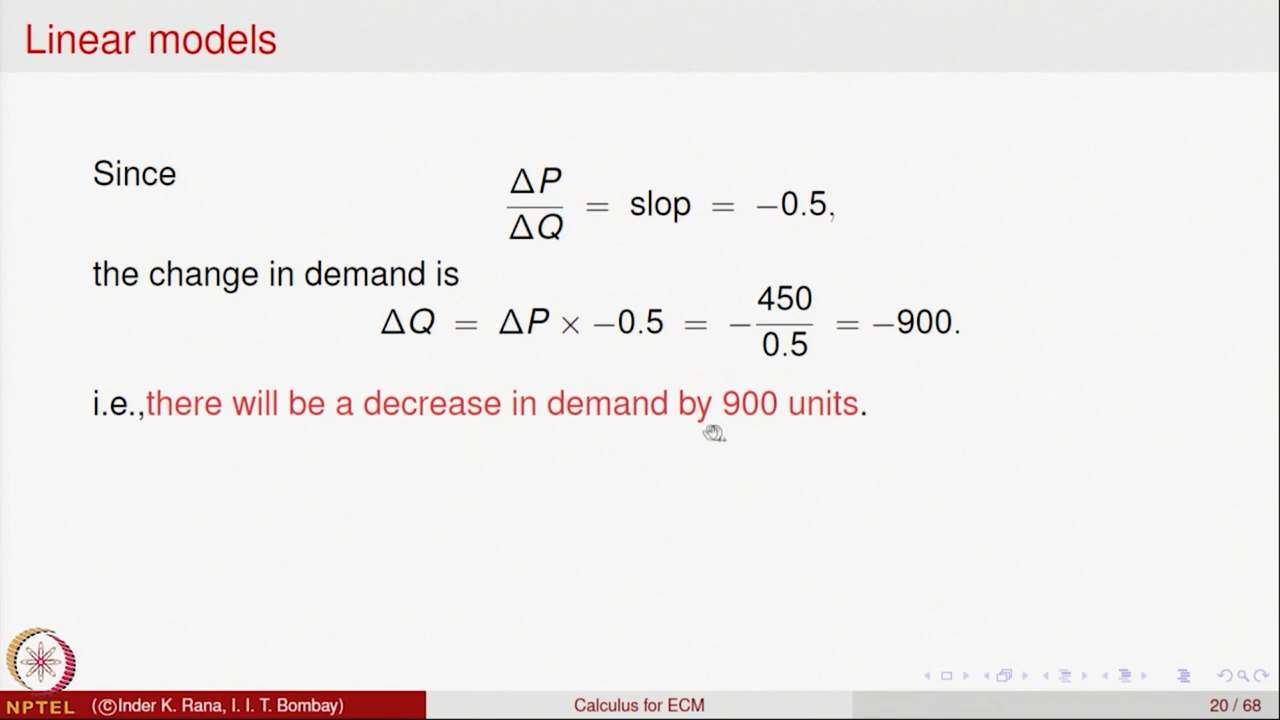 Linear models
Since
ΔP/ΔQ = slop = −0.5,
the change in demand is
ΔQ = ΔP × −0.5 = −450/0.5 = −900.
i.e.,there will be a decrease in demand by 900 units.
NPTEL
(©Inder K. Rana, I. I. T. Bombay)
Calculus for ECM
20 / 68